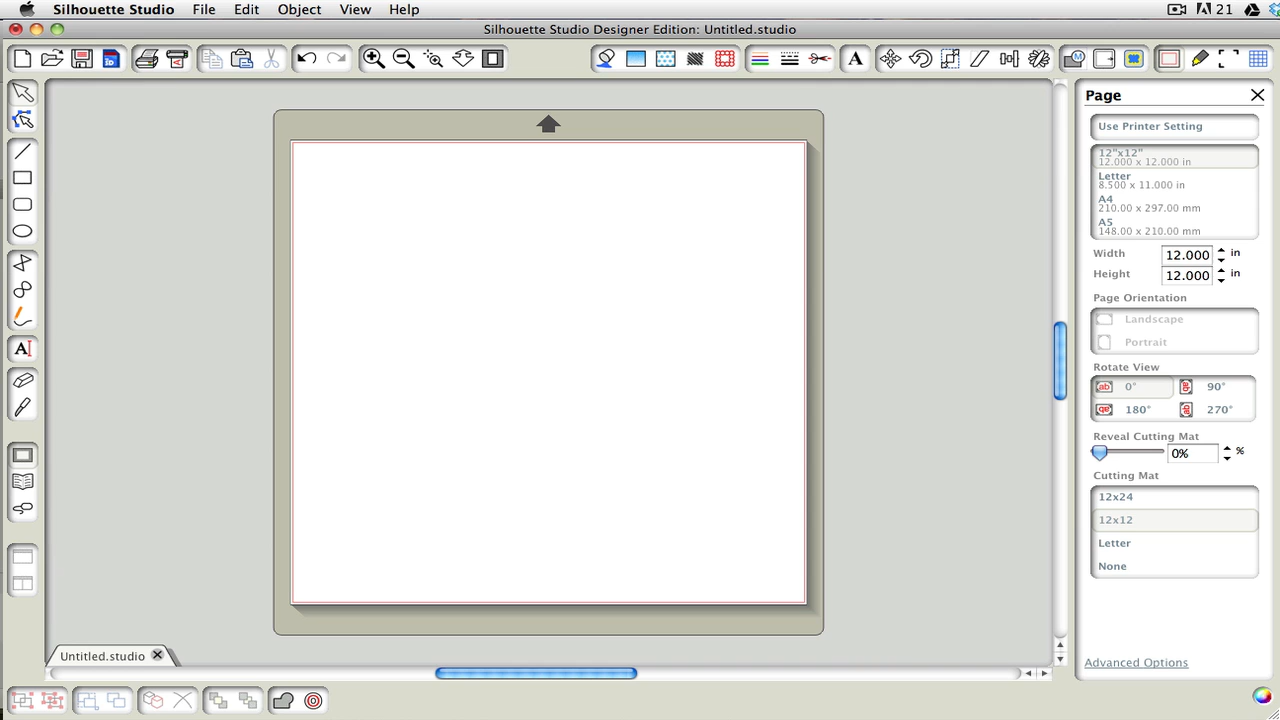 Silhouette Studio File Edit Object View Help 21
Silhouette Studio Designer Edition: Untitled.studio
Page
Use Printer Setting
12"x12"
12.000 x 12.000 in
Letter
8.500 x 11.000 in
A4
210.00 x 297.00 mm
A5
148.00 x 210.00 mm
Width 12.000 in
Height 12.000 in
Page Orientation
Landscape
Portrait
Rotate View
0° 90°
180° 270°
Reveal Cutting Mat
0% %
Cutting Mat
12x24
12x12
Letter
None
Untitled.studio
Advanced Options